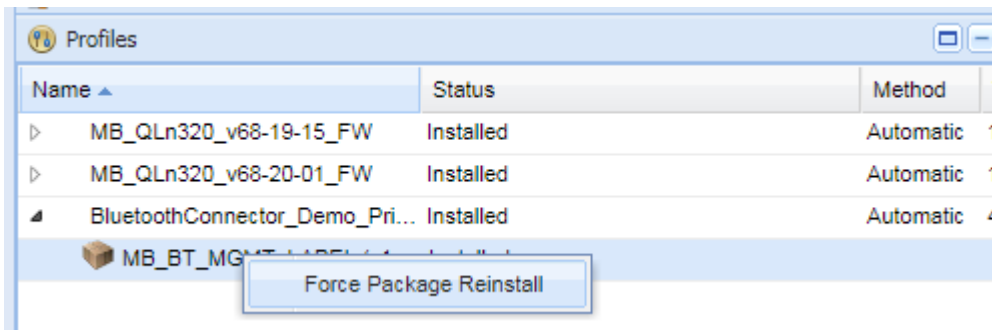 Profiles
Name Status Method
MB_QLn320_v68-19-15_FW Installed Automatic
MB_QLn320_v68-20-01_FW Installed Automatic
BluetoothConnector_Demo_Pri... Installed Automatic
MB_BT_MGMT
Force Package Reinstall